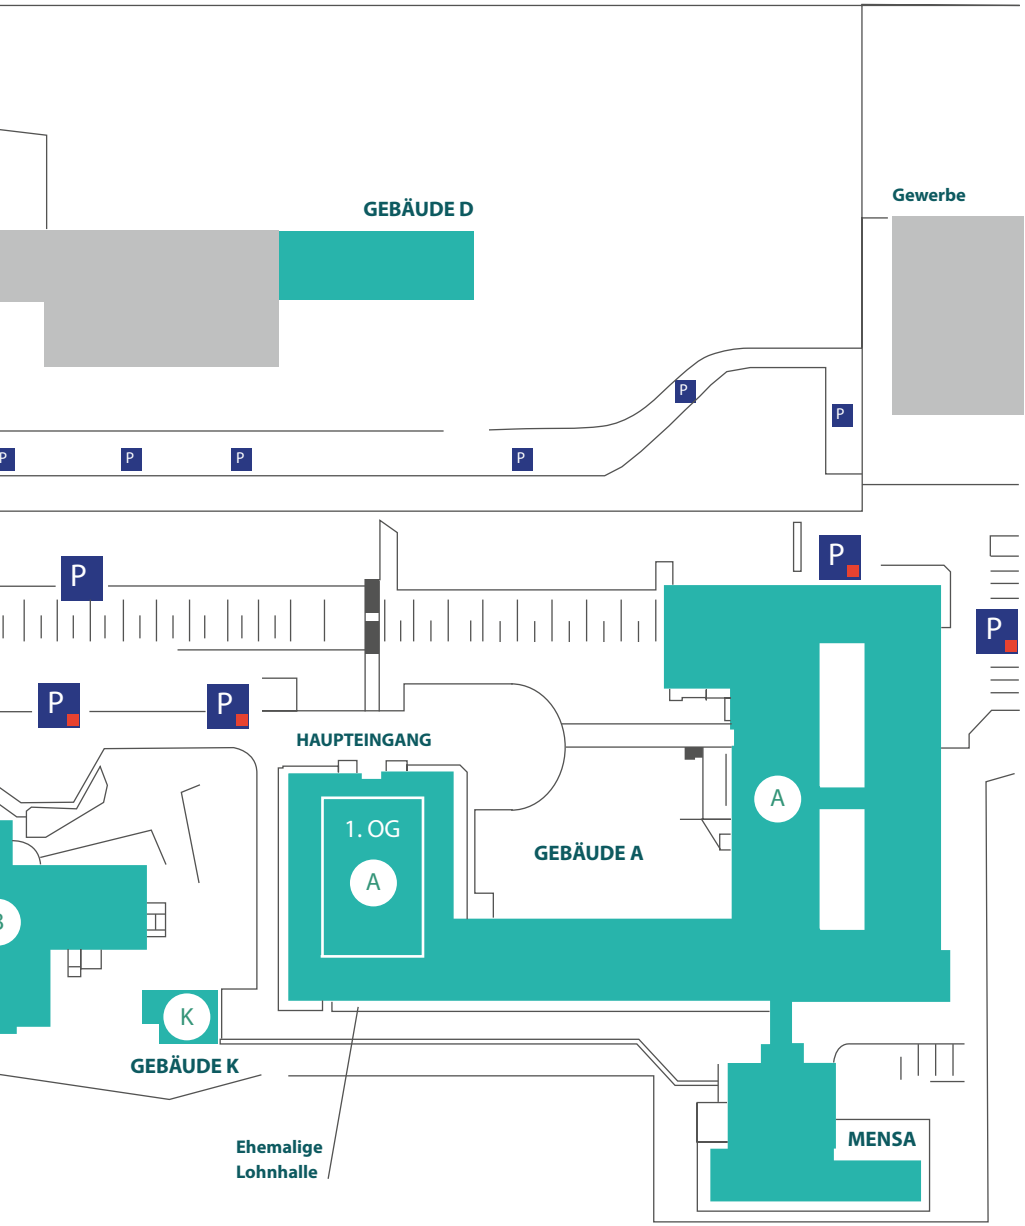 Gewerbe
GEBÄUDE D
P
P
P
P
P
P
P
P
P
P
P
HAUPTEINGANG
A
1. OG
GEBÄUDE A
A
B
K
GEBÄUDE K
MENSA
Ehemalige
Lohnhalle